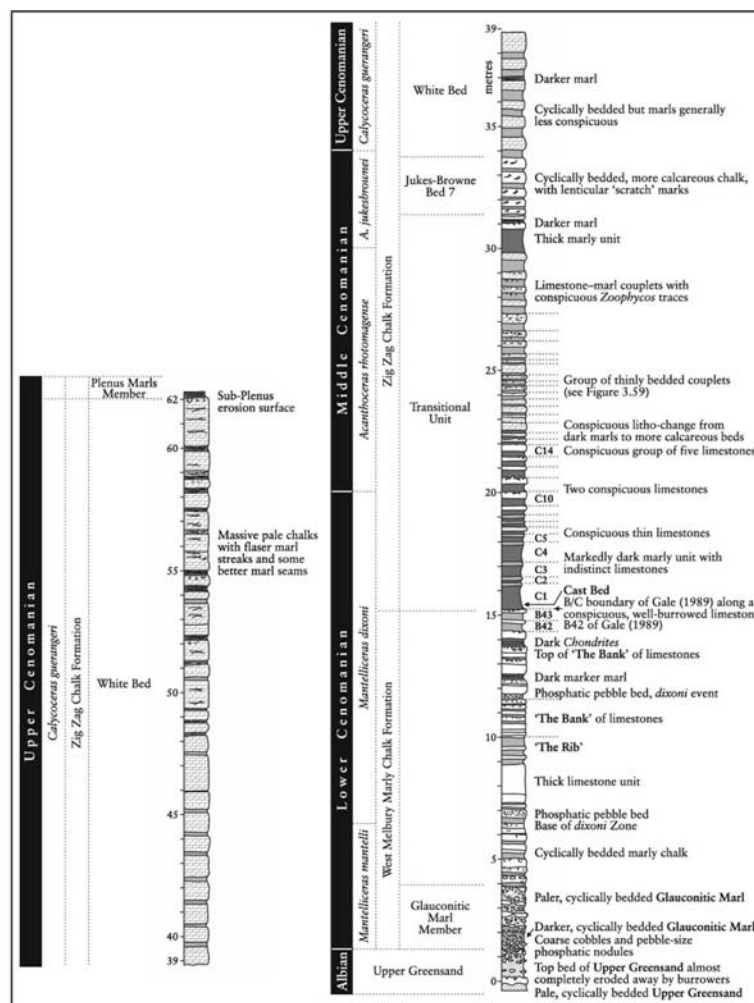 Upper Cenomanian
Calycoceras guerangeri
Zig Zag Chalk Formation
Plenus Marls
Member
White Bed
62
60
55
50
45
40
39
Sub-Plenus
erosion surface
Massive pale chalks
with flaser marl
streaks and some
better marl seams
Upper Cenomanian
Middle Cenomanian
Lower Cenomanian
Albian
Calycoceras guerangeri
A. jukesbrownei
Acanthoceras rhotomagense
Mantelliceras dixoni
Mantelliceras mantelli
Zig Zag Chalk Formation
West Melbury Marly Chalk Formation
White Bed
Jukes-Browne
Bed 7
Transitional
Unit
Glauconitic
Marl
Member
Upper Greensand
39
metres
35
30
25
20
15
10
5
0
Darker marl
Cyclically bedded but marls generally
less conspicuous
Cyclically bedded, more calcareous chalk,
with lenticular ‘scratch’ marks
Darker marl
Thick marly unit
Limestone–marl couplets with
conspicuous Zoophycos traces
Group of thinly bedded couplets
(see Figure 3.59)
Conspicuous litho-change from
dark marls to more calcareous beds
C14 Conspicuous group of five limestones
C10 Two conspicuous limestones
C5 Conspicuous thin limestones
C4
Markedly dark marly unit with
C3 indistinct limestones
C2
C1 Cast Bed
B/C boundary of Gale (1989) along a
B43 conspicuous, well-burrowed limestone
B42 B42 of Gale (1989)
Dark Chondrites
Top of ‘The Bank’ of limestones
Dark marker marl
Phosphatic pebble bed, dixoni event
‘The Bank’ of limestones
‘The Rib’
Thick limestone unit
Phosphatic pebble bed
Base of dixoni Zone
Cyclically bedded marly chalk
Paler, cyclically bedded Glauconitic Marl
Darker, cyclically bedded Glauconitic Marl
Coarse cobbles and pebble-size
phosphatic nodules
Top bed of Upper Greensand almost
completely eroded away by burrowers
Pale, cyclically bedded Upper Greensand